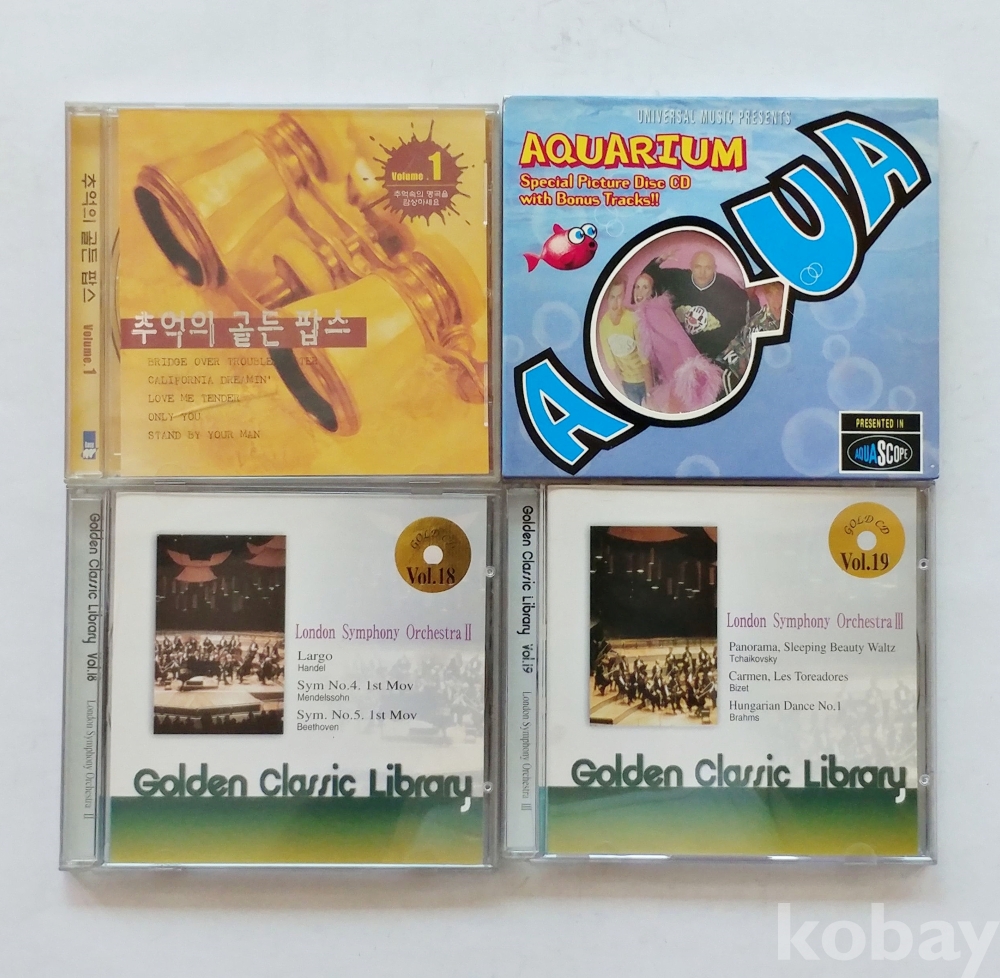 추억의 골든 팝스 Volume.1
Volume .1
추억속의 명곡을
감상하세요
추억의 골든 팝스
BRIDGE OVER TROUBLE
CALIFORNIA DREAMIN'
LOVE ME TENDER
ONLY YOU
STAND BY YOUR MAN
UNIVERSAL MUSIC PRESENTS
AQUARIUM
Special Picture Disc CD
with Bonus Tracks!!
AQUA
PRESENTED IN
AQUASCOPE
Golden Classic Library Vol.18 London Symphony Orchestra II
GOLD CD
Vol.18
London Symphony Orchestra II
Largo
Handel
Sym No.4. 1st Mov
Mendelssohn
Sym. No.5. 1st Mov
Beethoven
Golden Classic Library
Golden Classic Library Vol.19 London Symphony Orchestra III
GOLD CD
Vol.19
London Symphony Orchestra III
Panorama, Sleeping Beauty Waltz
Tchaikovsky
Carmen, Les Toreadores
Bizet
Hungarian Dance No.1
Brahms
Golden Classic Library
kobay